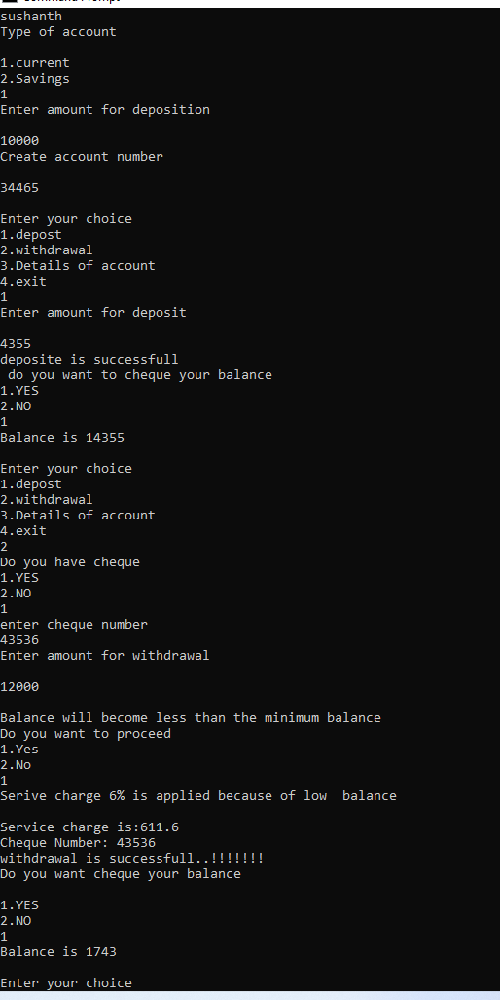 sushanth
Type of account
1.current
2.Savings
1
Enter amount for deposition
10000
Create account number
34465
Enter your choice
1.depost
2.withdrawal
3.Details of account
4.exit
1
Enter amount for deposit
4355
deposite is successfull
do you want to cheque your balance
1.YES
2.NO
1
Balance is 14355
Enter your choice
1.depost
2.withdrawal
3.Details of account
4.exit
2
Do you have cheque
1.YES
2.NO
1
enter cheque number
43536
Enter amount for withdrawal
12000
Balance will become less than the minimum balance
Do you want to proceed
1.Yes
2.No
1
Serive charge 6% is applied because of low  balance
Service charge is:611.6
Cheque Number: 43536
withdrawal is successfull..!!!!!!!
Do you want cheque your balance
1.YES
2.NO
1
Balance is 1743
Enter your choice